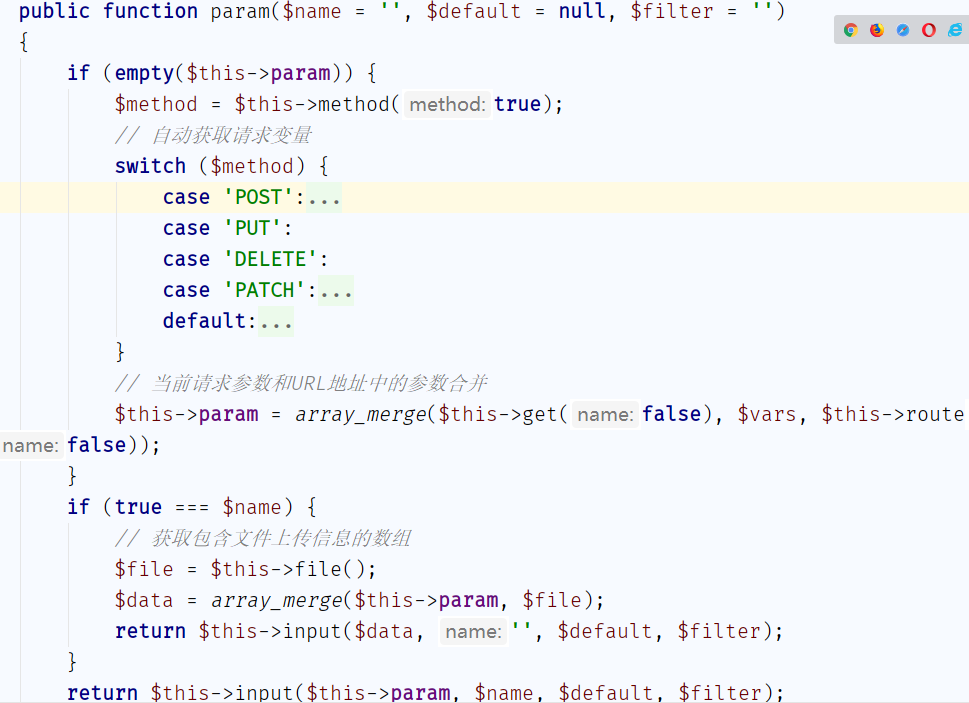 public function param($name = '', $default = null, $filter = '')
{
    if (empty($this->param)) {
        $method = $this->method( method: true);
        // 自动获取请求变量
        switch ($method) {
            case 'POST':...
            case 'PUT':
            case 'DELETE':
            case 'PATCH':...
            default:...
        }
        // 当前请求参数和URL地址中的参数合并
        $this->param = array_merge($this->get( name: false), $vars, $this->route
name: false));
    }
    if (true === $name) {
        // 获取包含文件上传信息的数组
        $file = $this->file();
        $data = array_merge($this->param, $file);
        return $this->input($data, name: '', $default, $filter);
    }
    return $this->input($this->param, $name, $default, $filter);